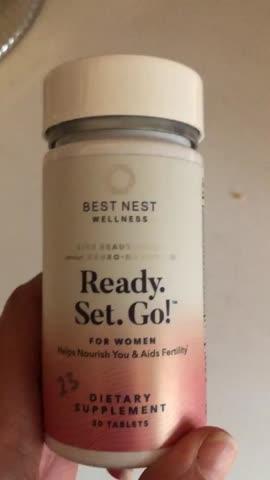 BEST NEST
WELLNESS
Ready.
Set. Go!™
FOR WOMEN
Helps Nourish You & Aids Fertility
23
DIETARY
SUPPLEMENT
30 TABLETS